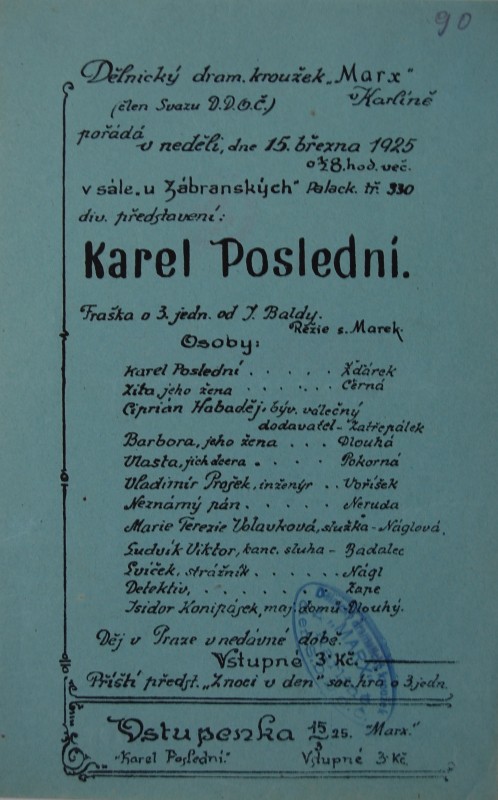 90
Dělnický dram. kroužek „Marx"
(člen Svazu D.D.O.Č.) v Karlíně
pořádá
v neděli, dne 15. března 1925
o ½8. hod. več.
v sále „u Zábranských" Palack. tř. 330
div. představení:
Karel Poslední.
Fraška o 3. jedn. od J. Baldy.
Režie s. Marek.
Osoby:
Karel Poslední . . . . . Žďárek
Zita, jeho žena . . . . . Černá
Ciprián Habaděj, býv. válečný
dodavatel - Zatřepálek
Barbora, jeho žena . . . Dlouhá
Vlasta, jich dcera . . . . Pokorná
Vladimír Projek, inženýr . . Voříšek
Neznámý pán . . . . . Neruda
Marie Terezie Volavková, služka - Náglová.
Ludvík Viktor, kanc. sluha - Badalec
Sviček, strážník . . . . . . Nágl
Detektiv, . . . . . . . . Zape
Isidor Konipásek, maj. domů - Dlouhý.
Děj v Praze v nedávné době.
Vstupné 3 Kč.
Příští předst. „Z noci v den" soc. hra o 3 jedn.
Vstupenka 15/3 25. "Marx."
"Karel Poslední." Vstupné 3 Kč.